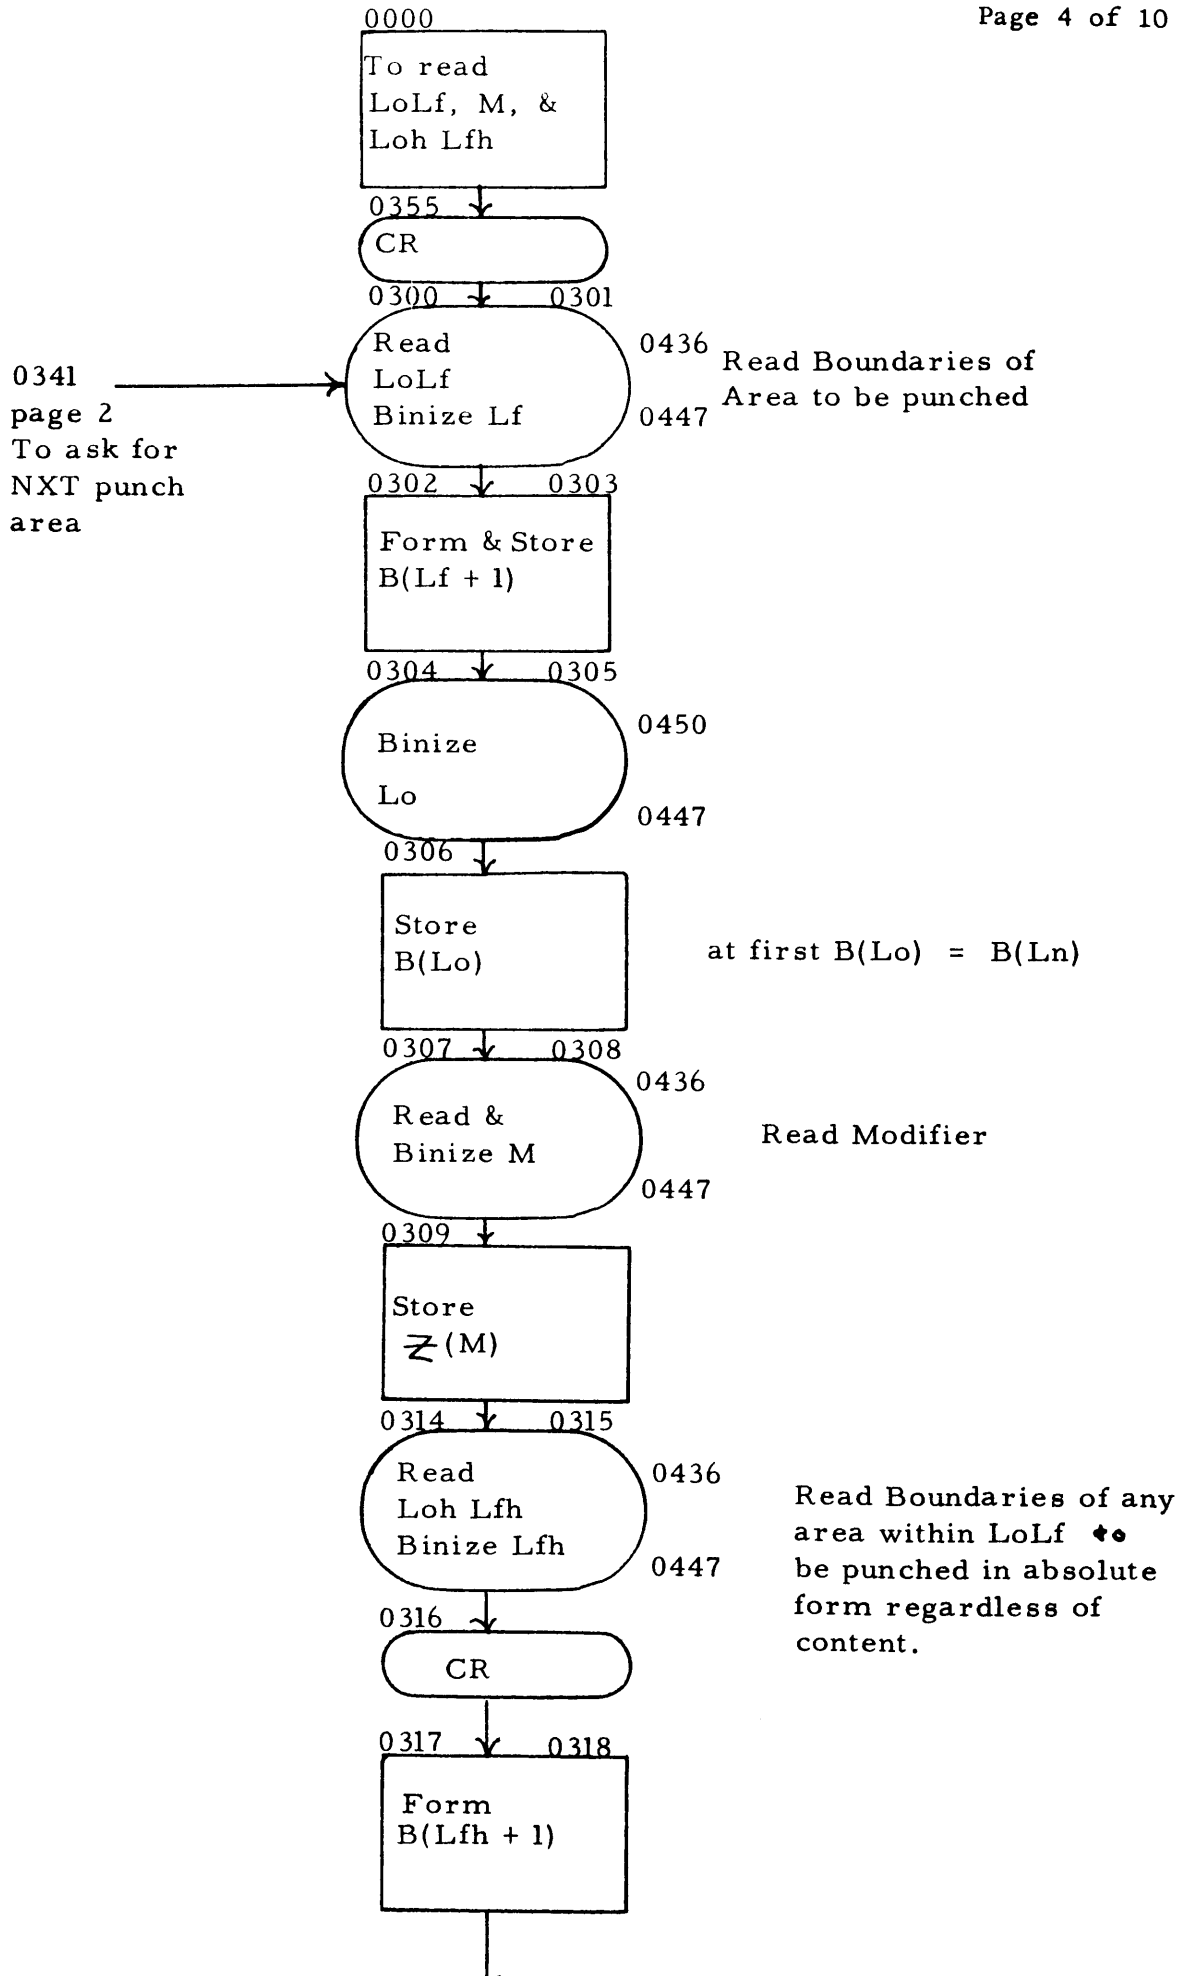 Page 4 of 10
0000
To read
LoLf, M, &
Loh Lfh
0355
CR
0300 0301
Read
LoLf
Binize Lf
0436
0447
Read Boundaries of
Area to be punched
0341
page 2
To ask for
NXT punch
area
0302 0303
Form & Store
B(Lf + 1)
0304 0305
Binize
Lo
0450
0447
0306
Store
B(Lo)
at first B(Lo) = B(Ln)
0307 0308
Read &
Binize M
0436
0447
Read Modifier
0309
Store
Ƶ(M)
0314 0315
Read
Loh Lfh
Binize Lfh
0436
0447
Read Boundaries of any
area within LoLf to
be punched in absolute
form regardless of
content.
0316
CR
0317 0318
Form
B(Lfh + 1)